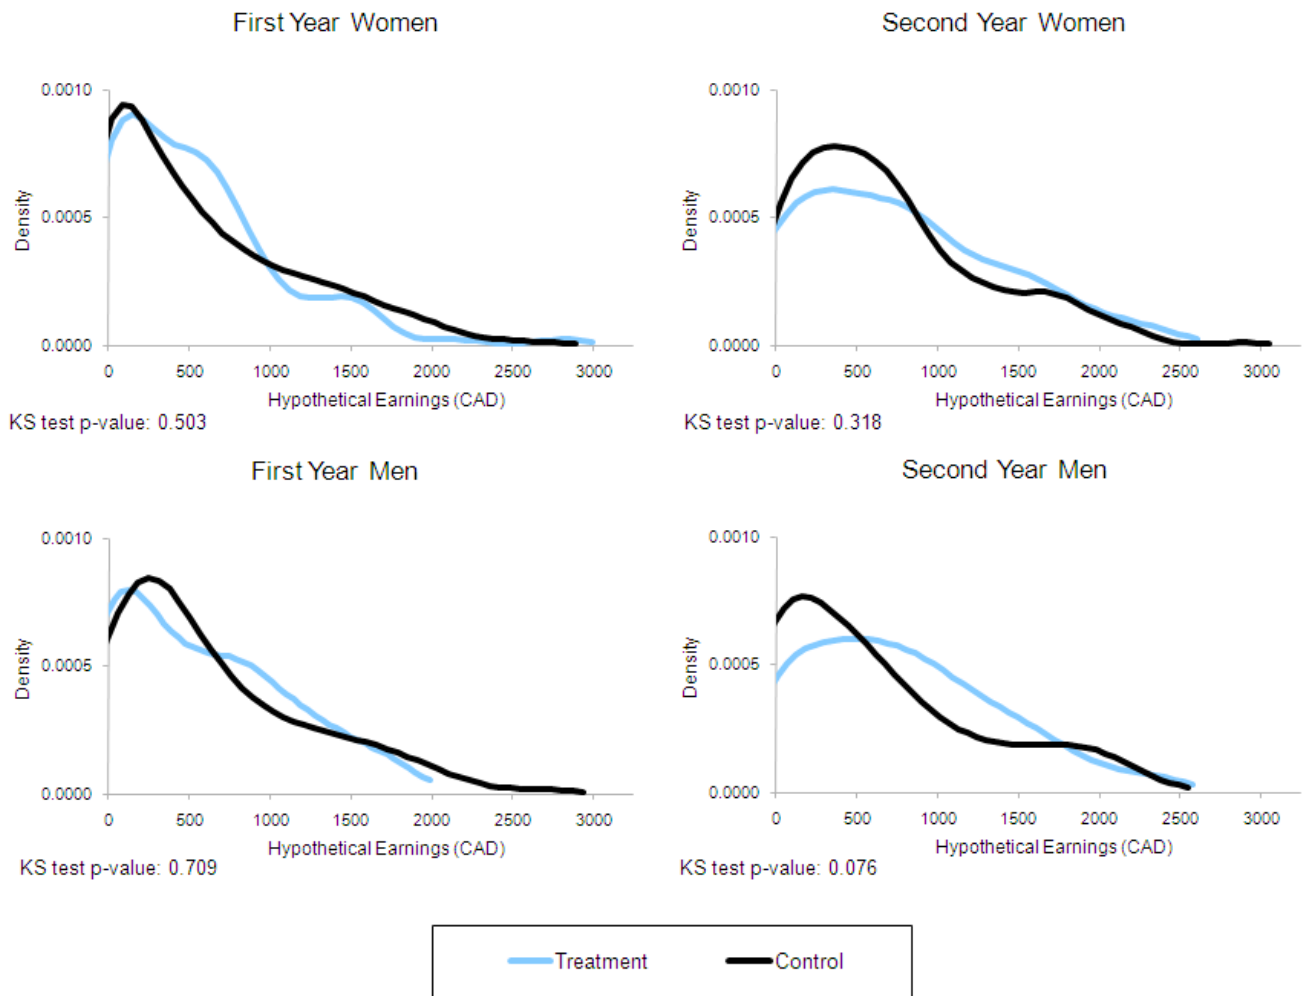 First Year Women
0.0010
0.0005
0.0000
Density
0 500 1000 1500 2000 2500 3000
Hypothetical Earnings (CAD)
KS test p-value: 0.503
Second Year Women
0.0010
0.0005
0.0000
Density
0 500 1000 1500 2000 2500 3000
Hypothetical Earnings (CAD)
KS test p-value: 0.318
First Year Men
0.0010
0.0005
0.0000
Density
0 500 1000 1500 2000 2500 3000
Hypothetical Earnings (CAD)
KS test p-value: 0.709
Second Year Men
0.0010
0.0005
0.0000
Density
0 500 1000 1500 2000 2500 3000
Hypothetical Earnings (CAD)
KS test p-value: 0.076
Treatment Control